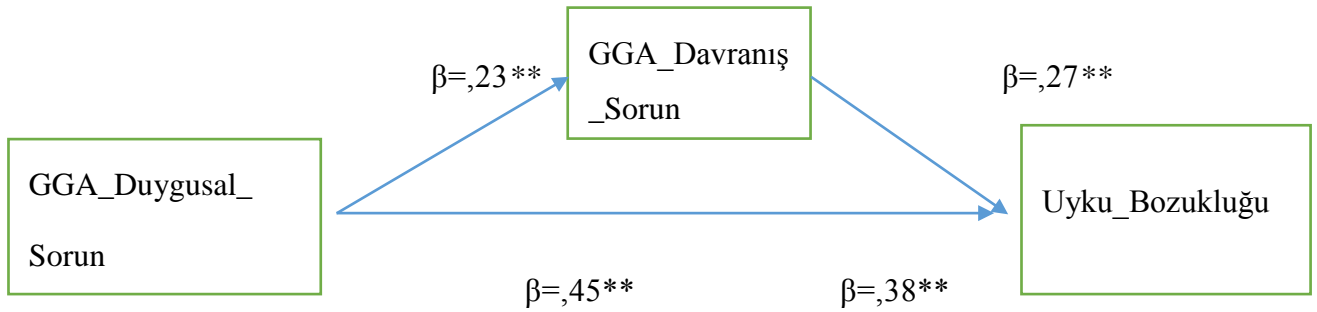 GGA_Davranış
_Sorun
β=,23**
β=,27**
GGA_Duygusal_
Sorun
Uyku_Bozukluğu
β=,45**
β=,38**